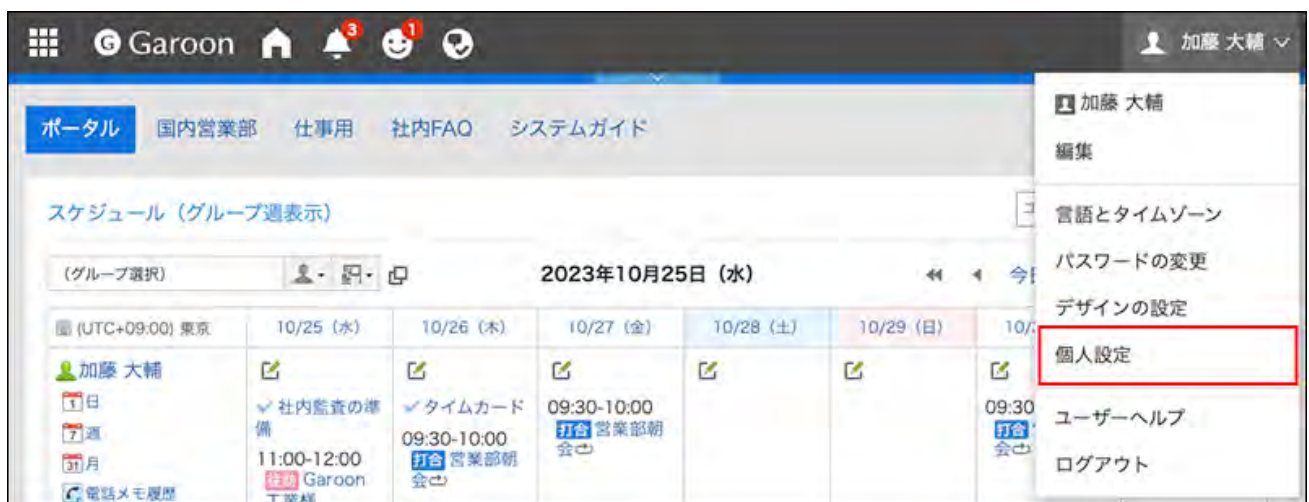 G Garoon 3 1 加藤 大輔
ポータル 国内営業部 仕事用 社内FAQ システムガイド
加藤 大輔
編集
言語とタイムゾーン
パスワードの変更
デザインの設定
個人設定
ユーザーヘルプ
ログアウト
スケジュール（グループ週表示）
（グループ選択） 2023年10月25日（水）
(UTC+09:00) 東京 10/25（水） 10/26（木） 10/27（金） 10/28（土） 10/29（日）
加藤 大輔
1 日
7 週
31 月
電話メモ履歴
社内監査の準
備
11:00-12:00
往訪 Garoon
工業様
タイムカード
09:30-10:00
打合 営業部朝
会
09:30-10:00
打合 営業部朝
会
09:30
打合
会